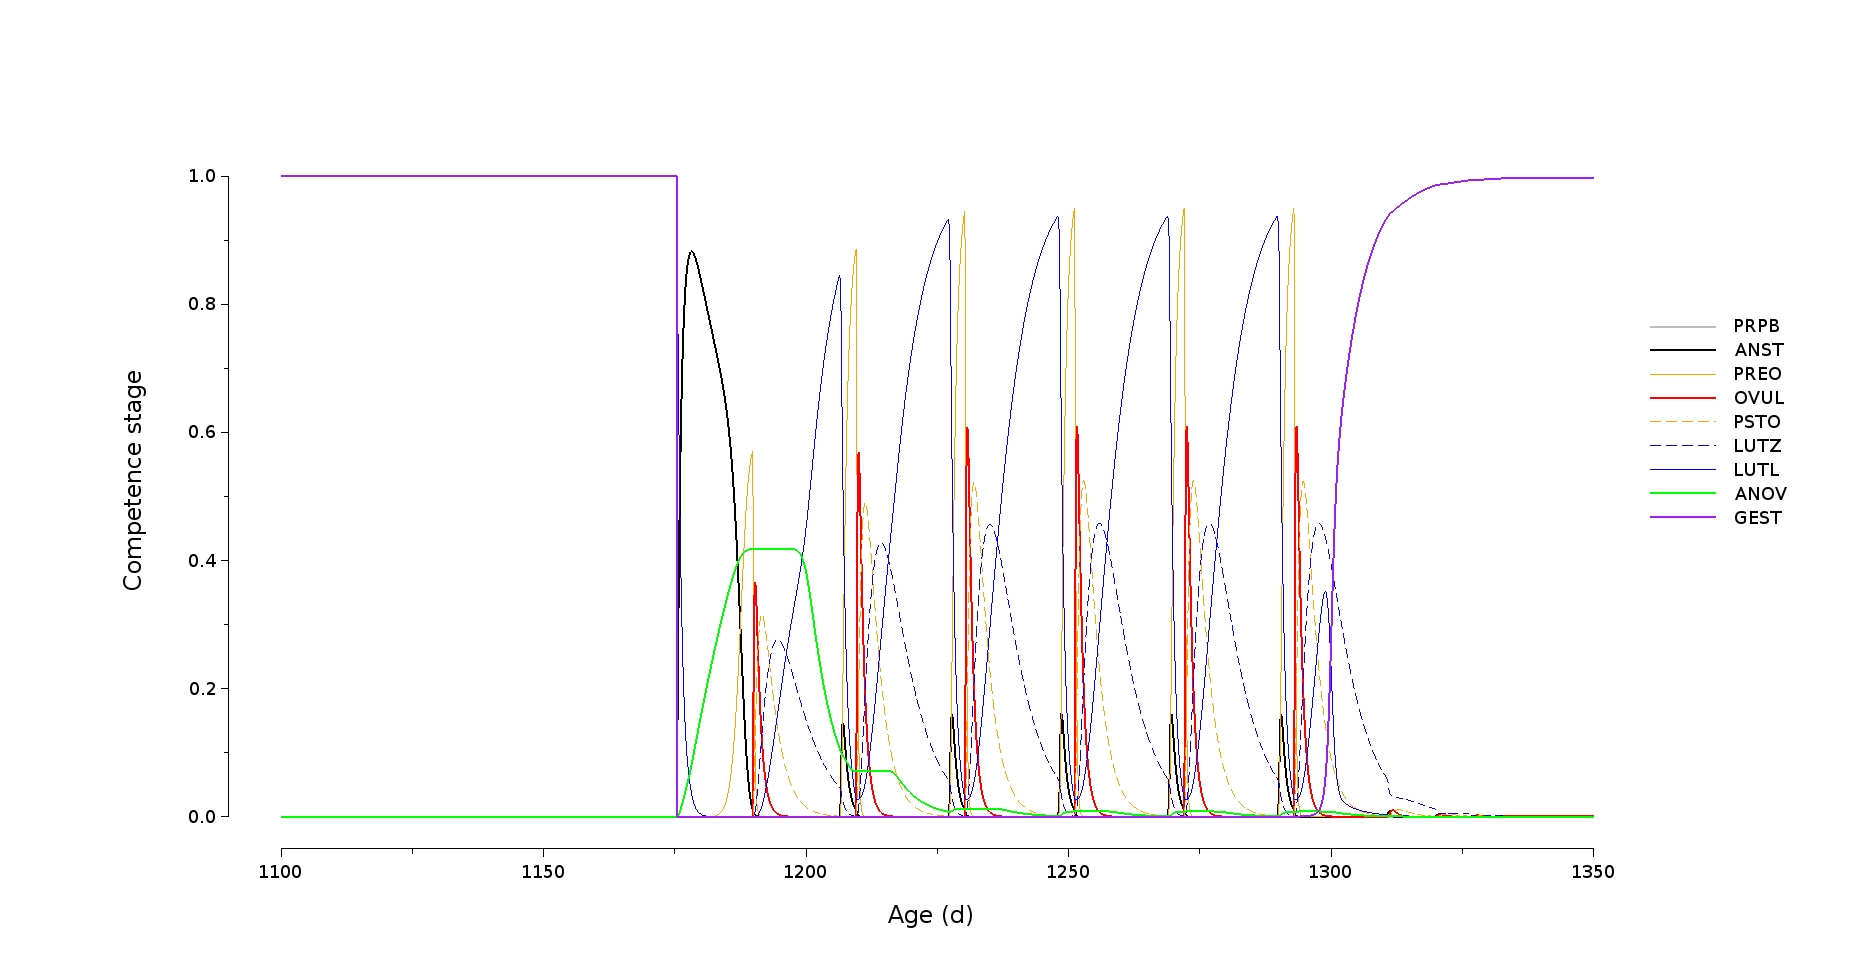 1.0
0.8
0.6
0.4
0.2
0.0
Competence stage
1100 1150 1200 1250 1300 1350
Age (d)
PRPB
ANST
PREO
OVUL
PSTO
LUTZ
LUTL
ANOV
GEST